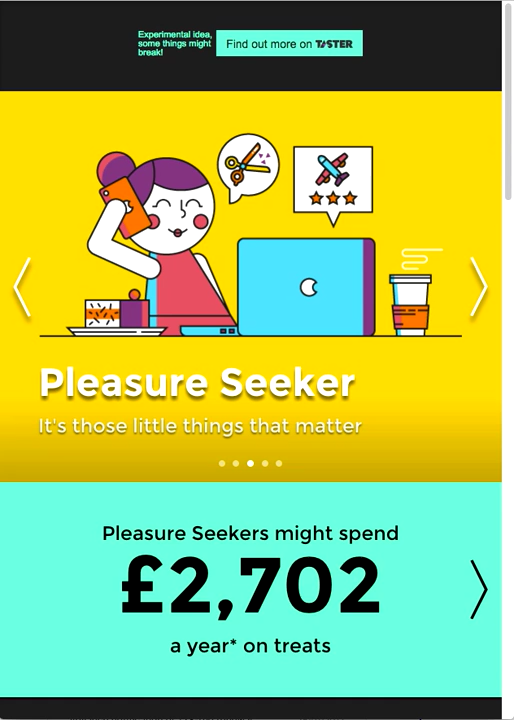 Experimental idea,
some things might
break!
Find out more on TASTER
Pleasure Seeker
It's those little things that matter
Pleasure Seekers might spend
£2,702
a year* on treats